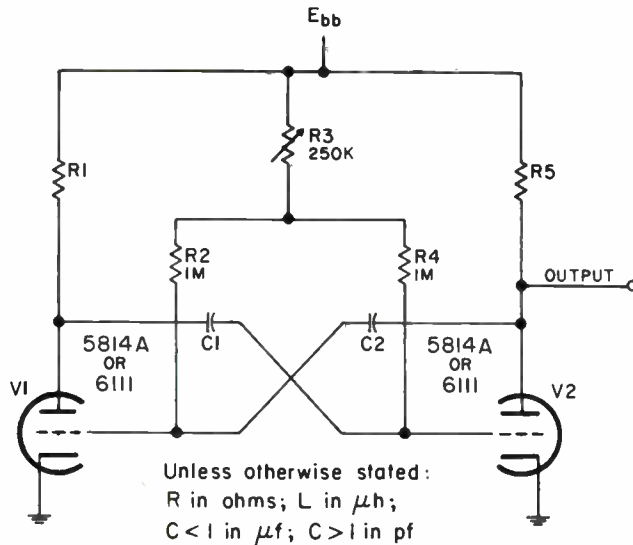 Ebb
R3
250K
R1
R5
R2
1M
R4
1M
OUTPUT
C1
C2
5814A
OR
6111
5814A
OR
6111
V1
V2
Unless otherwise stated:
R in ohms; L in μh;
C<1 in μf; C>1 in pf